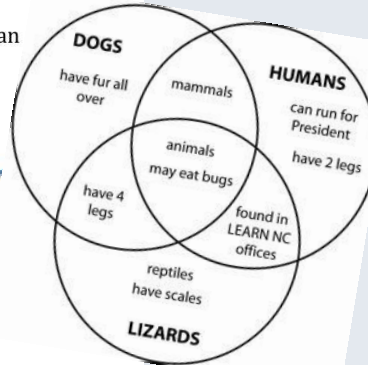 an
DOGS
have fur all
over
mammals
HUMANS
can run for
President
have 2 legs
animals
may eat bugs
have 4
legs
found in
LEARN NC
offices
reptiles
have scales
LIZARDS